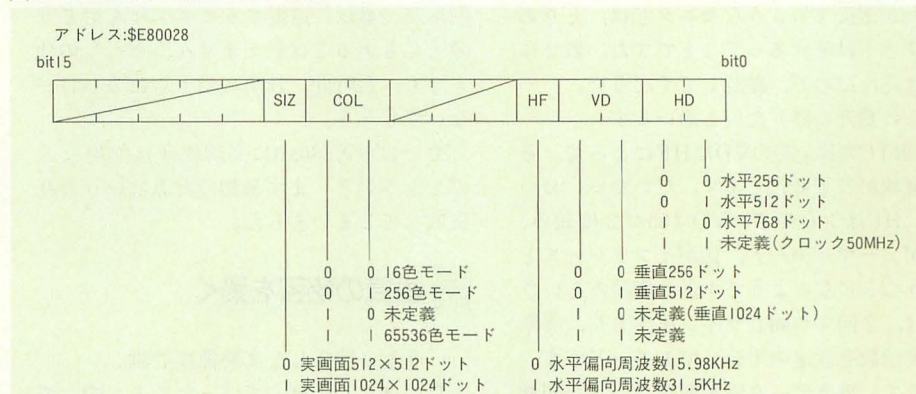 アドレス:$E80028
bit15 bit0
SIZ COL HF VD HD
0 0 水平256ドット
0 1 水平512ドット
1 0 水平768ドット
1 1 未定義(クロック50MHz)
0 0 16色モード 0 0 垂直256ドット
0 1 256色モード 0 1 垂直512ドット
1 0 未定義 1 0 未定義(垂直1024ドット)
1 1 65536色モード 1 1 未定義
0 実画面512×512ドット 0 水平偏向周波数15.98KHz
1 実画面1024×1024ドット 1 水平偏向周波数31.5KHz